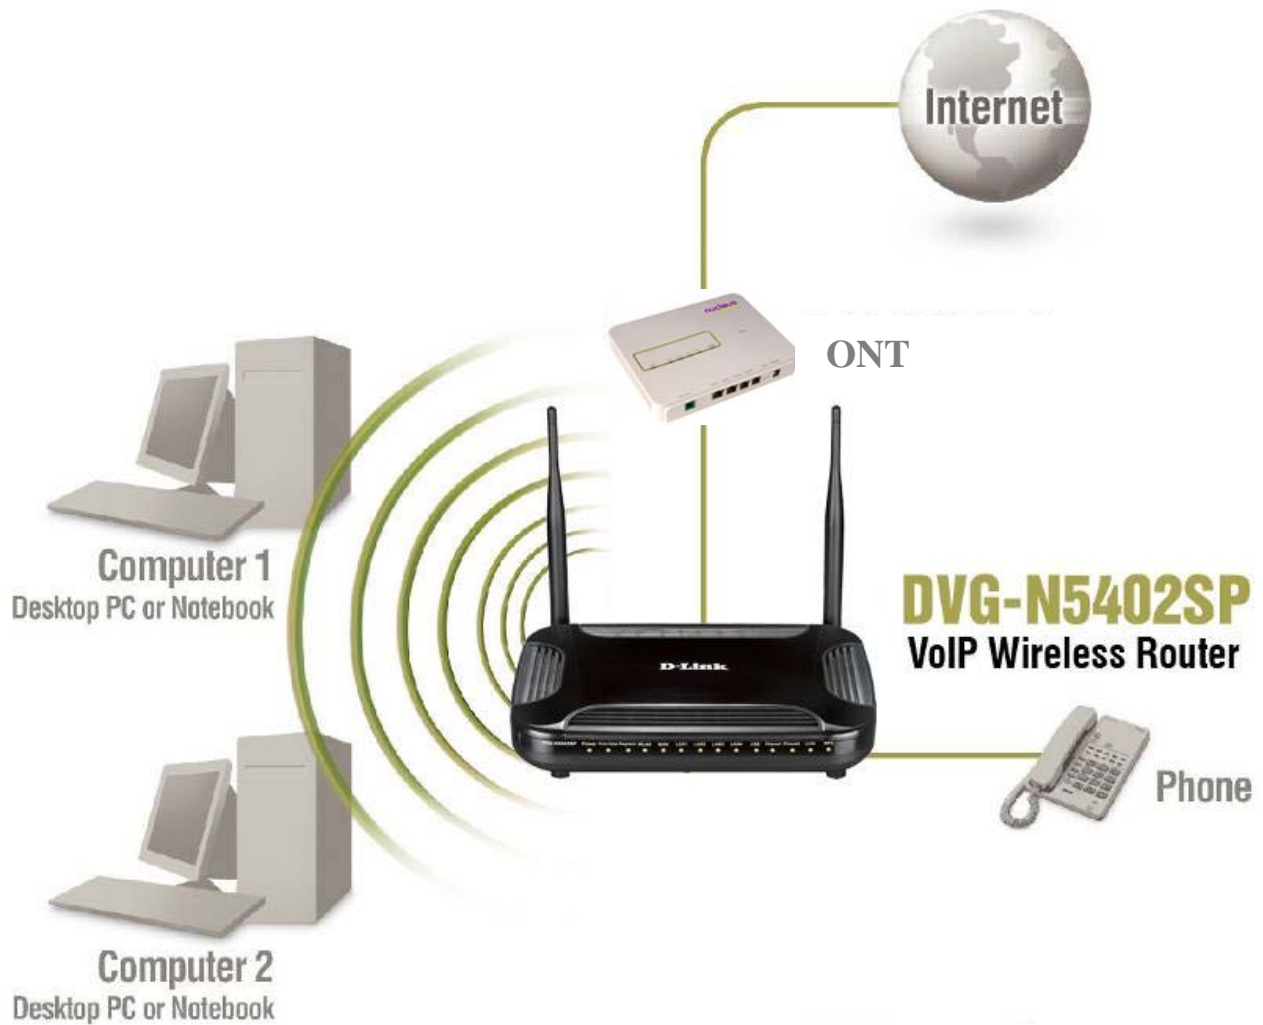 Internet
nucleus
ONT
Computer 1
Desktop PC or Notebook
DVG-N5402SP
VoIP Wireless Router
D-Link
Phone
Computer 2
Desktop PC or Notebook